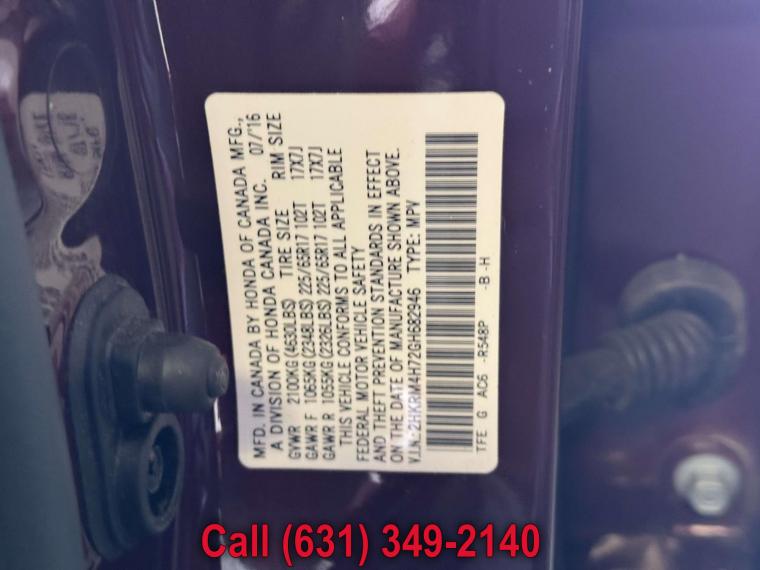 MFD. IN CANADA BY HONDA OF CANADA MFG.,
A DIVISION OF HONDA CANADA INC. 07/'16
GVWR 2100KG (4630LBS) TIRE SIZE RIM SIZE
GAWR F 1065KG (2348LBS) 225/65R17 102T 17X7J
GAWR R 1055KG (2326LBS) 225/65R17 102T 17X7J
THIS VEHICLE CONFORMS TO ALL APPLICABLE
FEDERAL MOTOR VEHICLE SAFETY
AND THEFT PREVENTION STANDARDS IN EFFECT
ON THE DATE OF MANUFACTURE SHOWN ABOVE.
V.I.N.:2HKRM4H72GH682946 TYPE: MPV
TFE G AC6 -R548P -B -H
Call (631) 349-2140